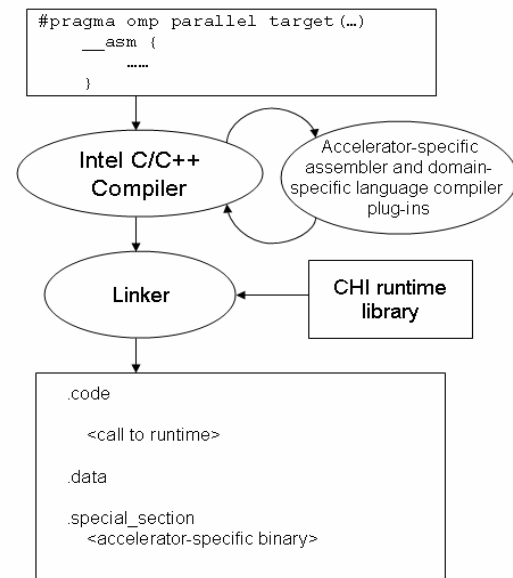 #pragma omp parallel target(…)
__asm {
……
}
Intel C/C++
Compiler
Accelerator-specific
assembler and domain-
specific language compiler
plug-ins
Linker
CHI runtime
library
.code
<call to runtime>
.data
.special_section
<accelerator-specific binary>